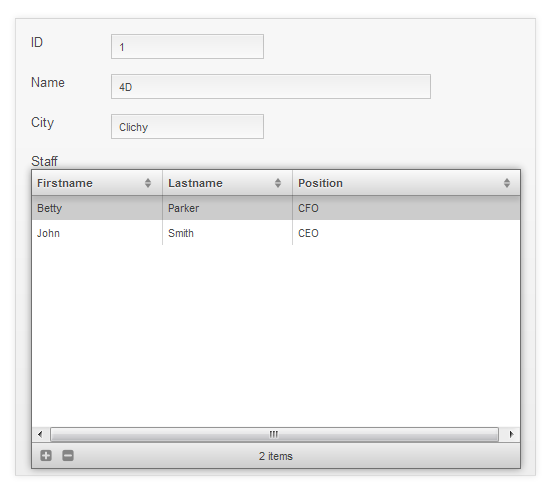 ID 1
Name 4D
City Clichy
Staff
Firstname Lastname Position
Betty Parker CFO
John Smith CEO
2 items